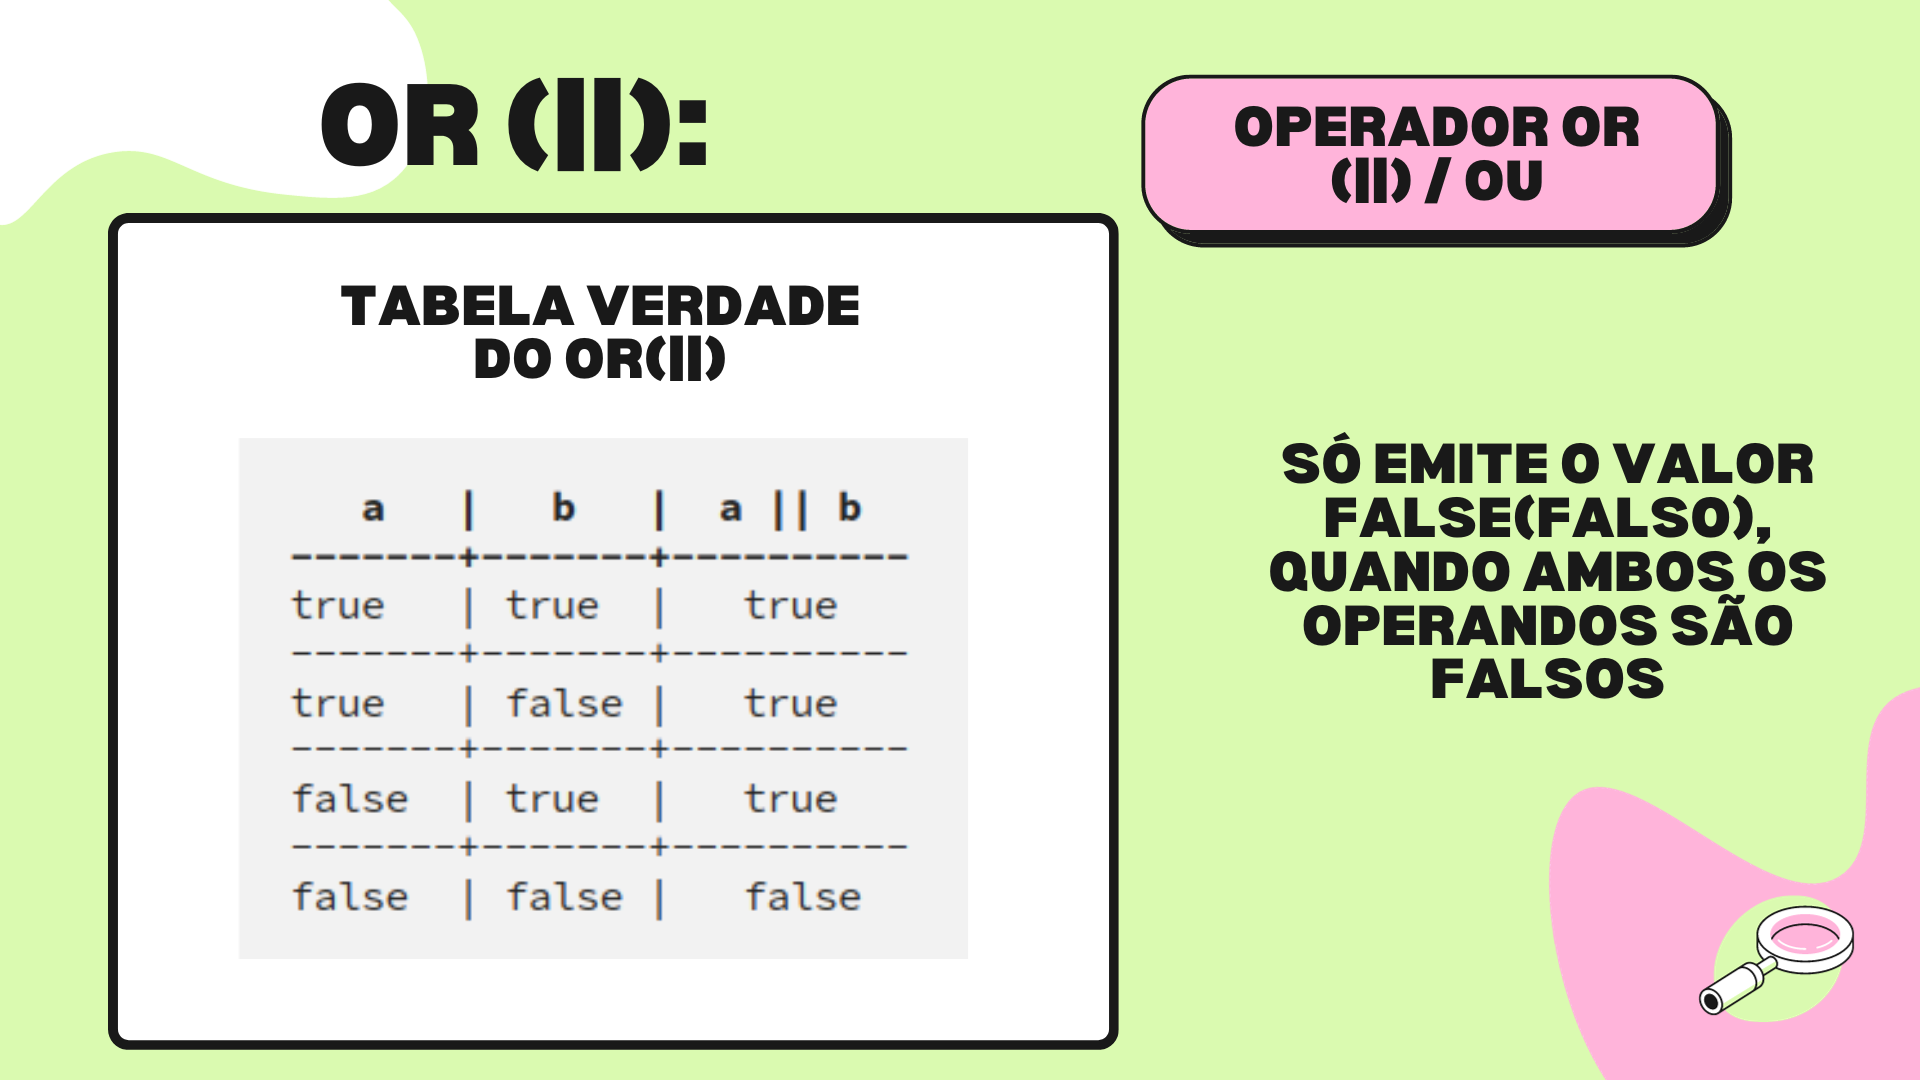 OR (||):
OPERADOR OR
(||) / OU
TABELA VERDADE
DO OR(||)
a | b | a || b
-------+-------+----------
true | true | true
-------+-------+----------
true | false | true
-------+-------+----------
false | true | true
-------+-------+----------
false | false | false
SÓ EMITE O VALOR
FALSE(FALSO),
QUANDO AMBOS OS
OPERANDOS SÃO
FALSOS